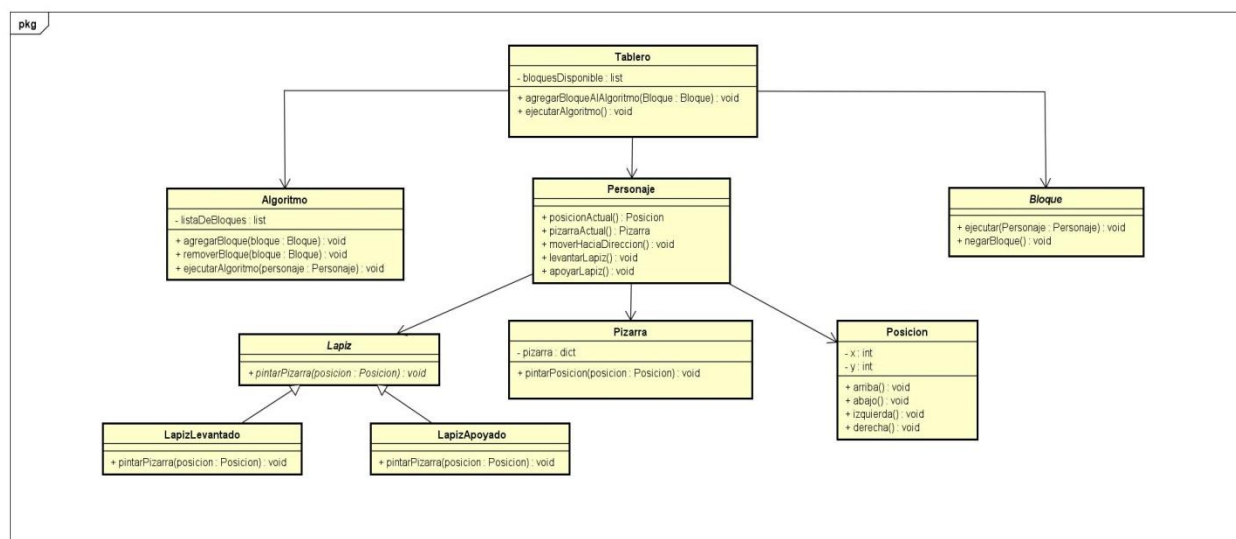 pkg
Tablero
- bloquesDisponible : list
+ agregarBloqueAlAlgoritmo(Bloque : Bloque) : void
+ ejecutarAlgoritmo() : void
Algoritmo
- listaDeBloques : list
+ agregarBloque(bloque : Bloque) : void
+ removerBloque(bloque : Bloque) : void
+ ejecutarAlgoritmo(personaje : Personaje) : void
Personaje
+ posicionActual() : Posicion
+ pizarraActual() : Pizarra
+ moverHaciaDireccion() : void
+ levantarLapiz() : void
+ apoyarLapiz() : void
Bloque
+ ejecutar(Personaje : Personaje) : void
+ negarBloque() : void
Lapiz
+ pintarPizarra(posicion : Posicion) : void
Pizarra
- pizarra : dict
+ pintarPosicion(posicion : Posicion) : void
Posicion
- x : int
- y : int
+ arriba() : void
+ abajo() : void
+ izquierda() : void
+ derecha() : void
LapizLevantado
+ pintarPizarra(posicion : Posicion) : void
LapizApoyado
+ pintarPizarra(posicion : Posicion) : void